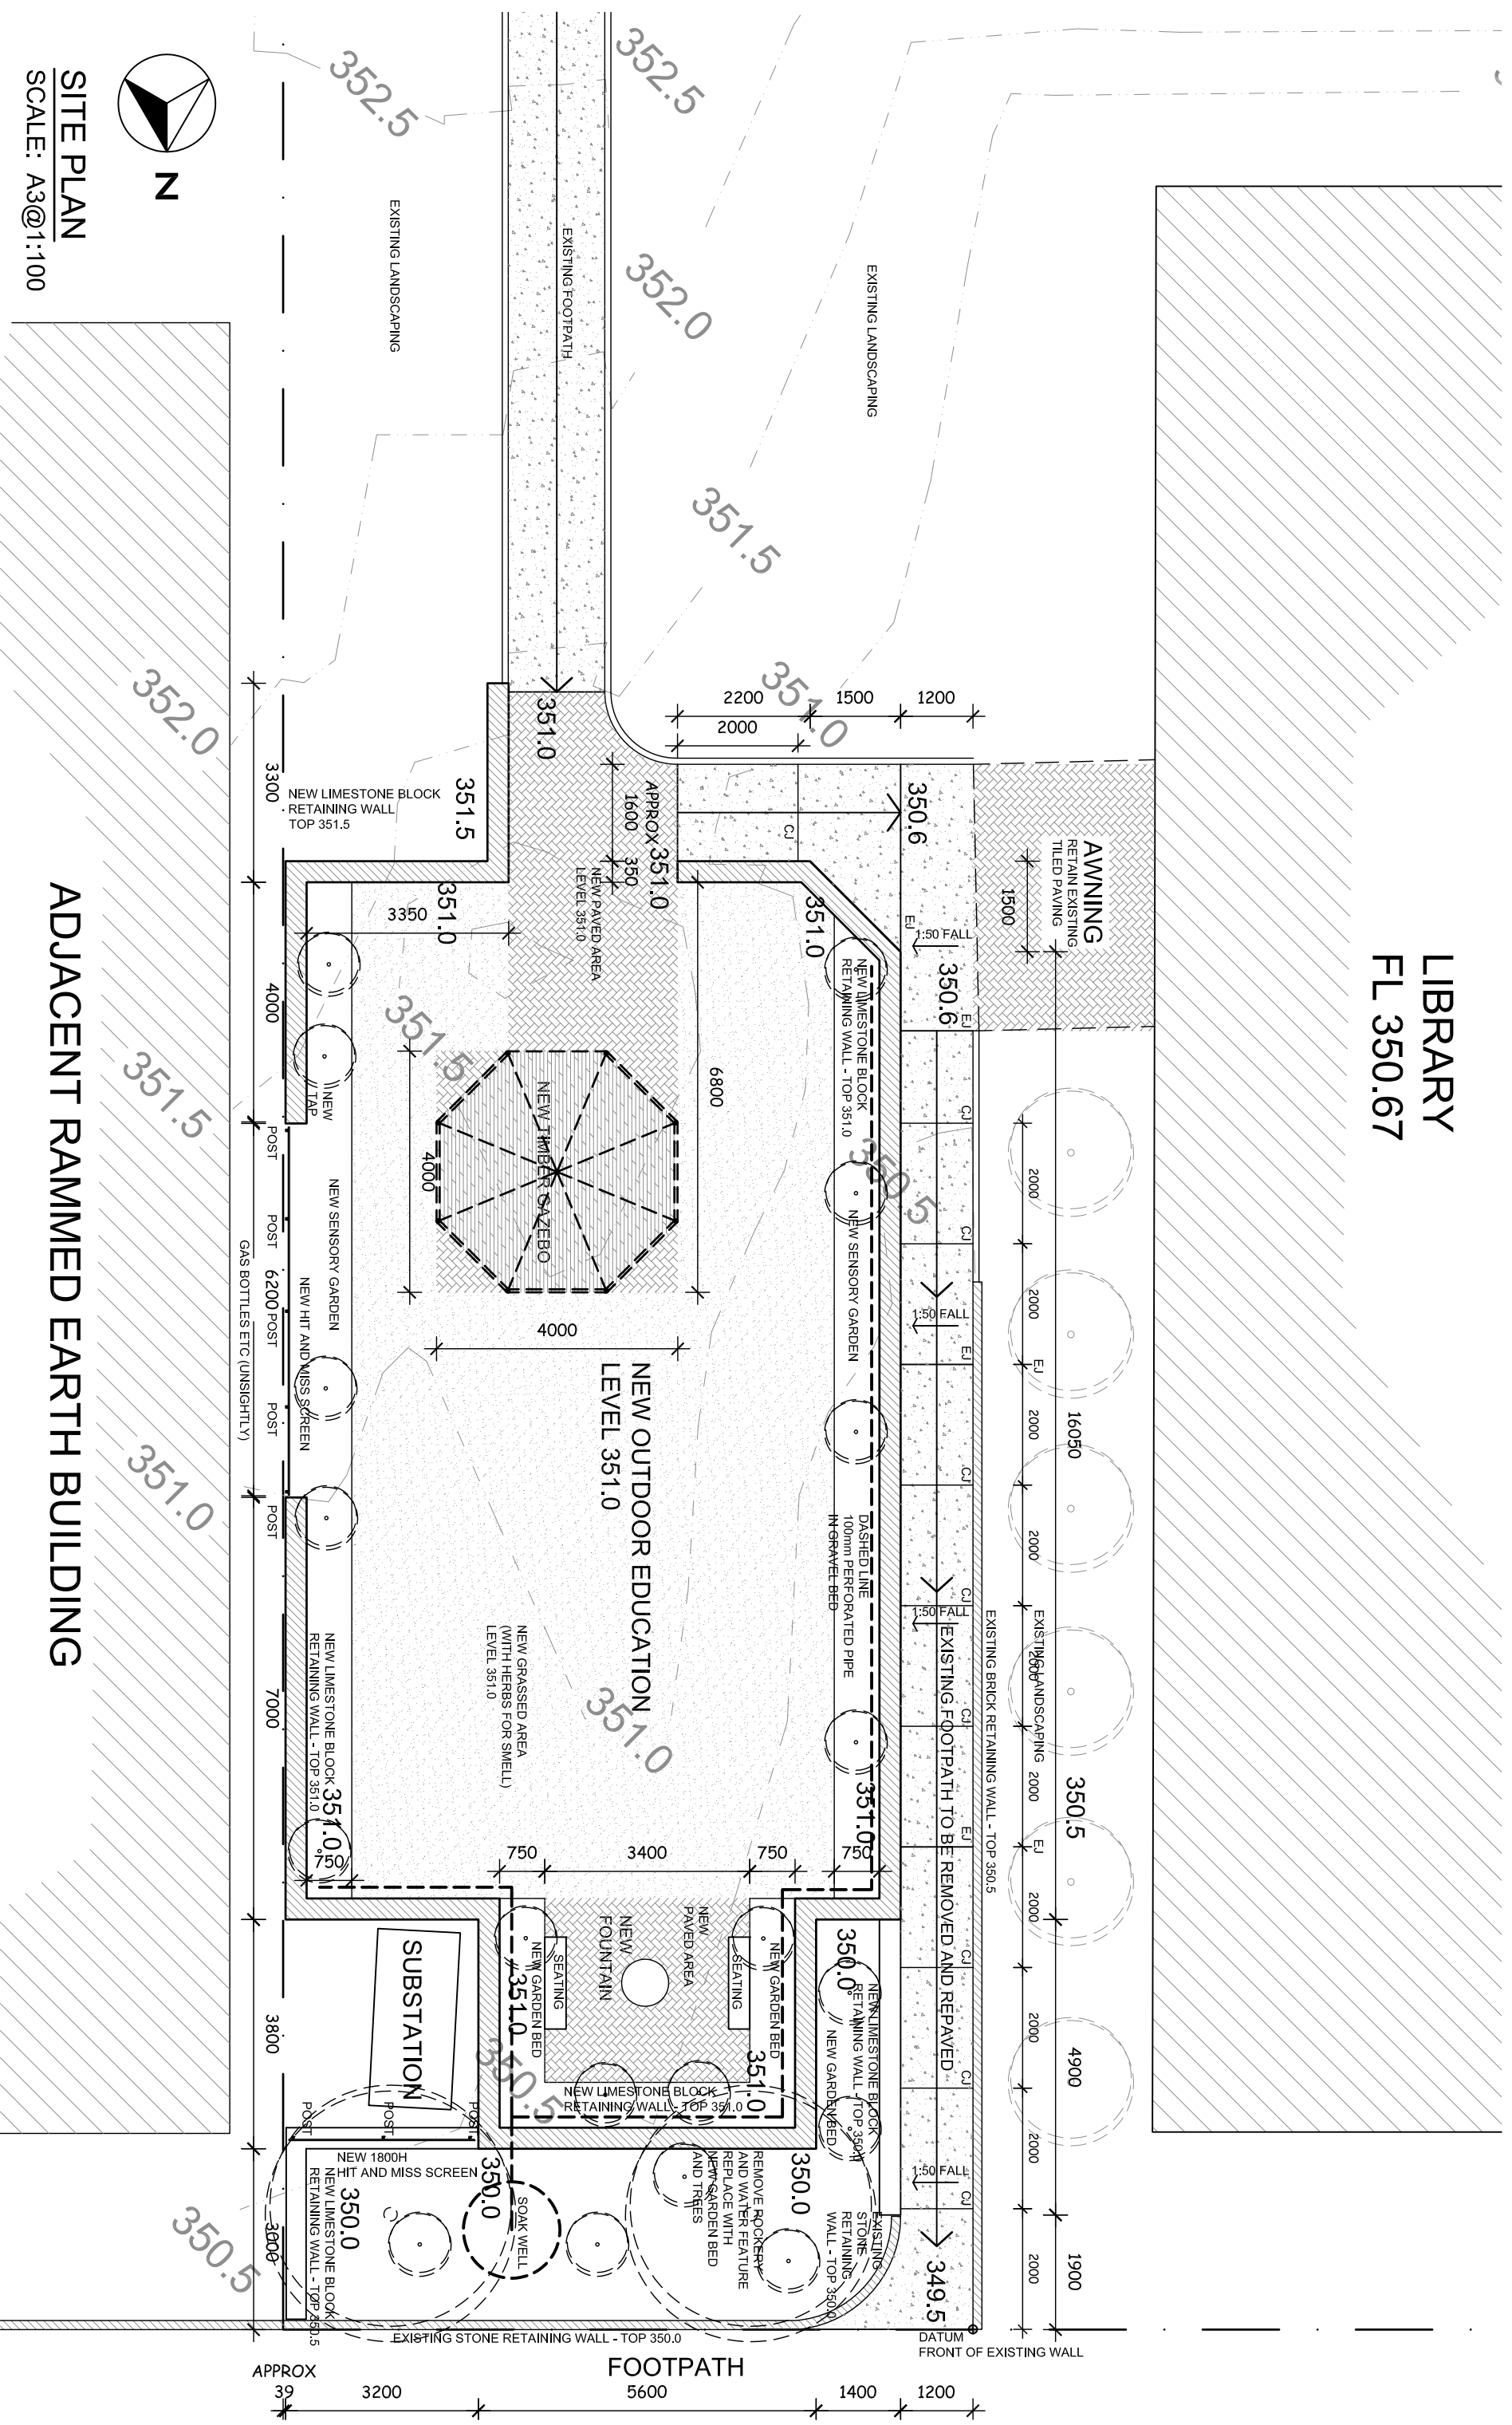 SITE PLAN
SCALE: A3@1:100
N
LIBRARY
FL 350.67
ADJACENT RAMMED EARTH BUILDING
352.5
352.5
352.0
351.5
351.0
352.0
351.5
351.0
350.5
351.5
350.5
351.0
350.5
EXISTING LANDSCAPING
EXISTING FOOTPATH
EXISTING LANDSCAPING
2200
1500
1200
2000
351.0
350.6
AWNING
RETAIN EXISTING
TILED PAVING
1500
APPROX
1600
350
351.0
CJ
EJ
1:50 FALL
350.6
EJ
3300
NEW LIMESTONE BLOCK
RETAINING WALL
TOP 351.5
351.5
351.0
3350
NEW PAVED AREA
LEVEL 351.0
351.0
NEW LIMESTONE BLOCK
RETAINING WALL - TOP 351.0
4000
NEW
TAP
6800
NEW TIMBER GAZEBO
4000
4000
NEW SENSORY GARDEN
NEW SENSORY GARDEN
POST
POST
POST
POST
POST
6200
GAS BOTTLES ETC (UNSIGHTLY)
NEW HIT AND MISS SCREEN
NEW OUTDOOR EDUCATION
LEVEL 351.0
NEW GRASSED AREA
(WITH HERBS FOR SMELL)
LEVEL 351.0
DASHED LINE
100mm PERFORATED PIPE
IN GRAVEL BED
CJ
CJ
1:50 FALL
EJ
CJ
CJ
1:50 FALL
CJ
EJ
CJ
CJ
1:50 FALL
CJ
EXISTING FOOTPATH TO BE REMOVED AND REPAVED
EXISTING BRICK RETAINING WALL - TOP 350.5
EXISTING LANDSCAPING
2000
2000
EJ
2000
2000
2000
2000
EJ
2000
2000
2000
2000
16050
350.5
4900
1900
7000
NEW LIMESTONE BLOCK
RETAINING WALL - TOP 351.0
351.0
750
750
3400
750
750
351.0
NEW
FOUNTAIN
NEW
PAVED AREA
SEATING
SEATING
NEW GARDEN BED
NEW GARDEN BED
351.0
351.0
NEW LIMESTONE BLOCK
RETAINING WALL - TOP 351.0
350.0
NEW LIMESTONE BLOCK
RETAINING WALL - TOP 350.0
NEW GARDEN BED
SUBSTATION
3800
POST
POST
POST
NEW 1800H
HIT AND MISS SCREEN
NEW LIMESTONE BLOCK
RETAINING WALL - TOP 350.5
350.0
3000
350.0
SOAK WELL
REMOVE ROCKERY
AND WATER FEATURE
REPLACE WITH
NEW GARDEN BED
AND TREES
350.0
EXISTING
STONE
RETAINING
WALL - TOP 350.0
349.5
EXISTING STONE RETAINING WALL - TOP 350.0
DATUM
FRONT OF EXISTING WALL
FOOTPATH
APPROX
39
3200
5600
1400
1200